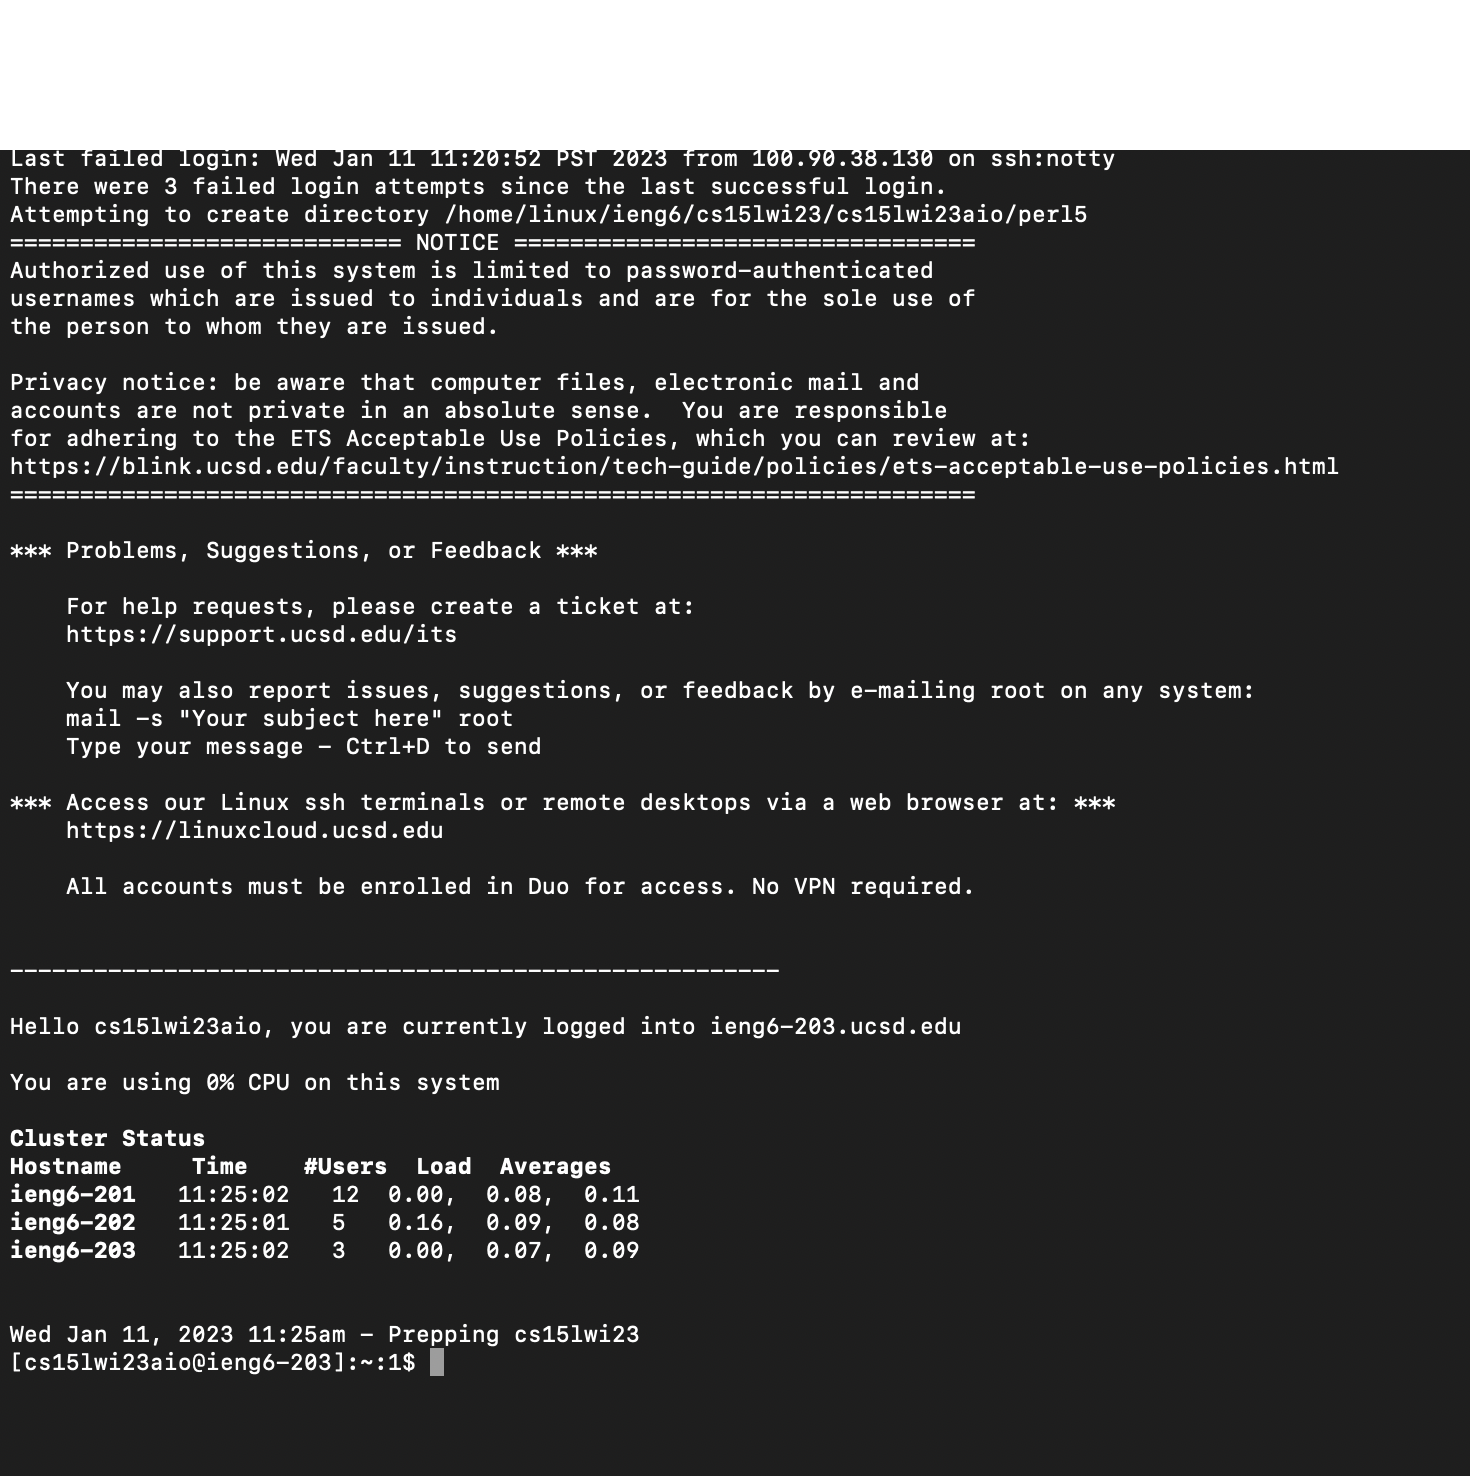 Last failed login: Wed Jan 11 11:20:52 PST 2023 from 100.90.38.130 on ssh:notty
There were 3 failed login attempts since the last successful login.
Attempting to create directory /home/linux/ieng6/cs15lwi23/cs15lwi23aio/perl5
============================ NOTICE =================================
Authorized use of this system is limited to password-authenticated
usernames which are issued to individuals and are for the sole use of
the person to whom they are issued.

Privacy notice: be aware that computer files, electronic mail and
accounts are not private in an absolute sense.  You are responsible
for adhering to the ETS Acceptable Use Policies, which you can review at:
https://blink.ucsd.edu/faculty/instruction/tech-guide/policies/ets-acceptable-use-policies.html
=====================================================================

*** Problems, Suggestions, or Feedback ***

    For help requests, please create a ticket at:
    https://support.ucsd.edu/its

    You may also report issues, suggestions, or feedback by e-mailing root on any system:
    mail -s "Your subject here" root
    Type your message - Ctrl+D to send

*** Access our Linux ssh terminals or remote desktops via a web browser at: ***
    https://linuxcloud.ucsd.edu

    All accounts must be enrolled in Duo for access. No VPN required.

-------------------------------------------------------

Hello cs15lwi23aio, you are currently logged into ieng6-203.ucsd.edu

You are using 0% CPU on this system

Cluster Status
Hostname     Time    #Users  Load  Averages
ieng6-201   11:25:02   12  0.00,  0.08,  0.11
ieng6-202   11:25:01   5   0.16,  0.09,  0.08
ieng6-203   11:25:02   3   0.00,  0.07,  0.09

Wed Jan 11, 2023 11:25am - Prepping cs15lwi23
[cs15lwi23aio@ieng6-203]:~:1$